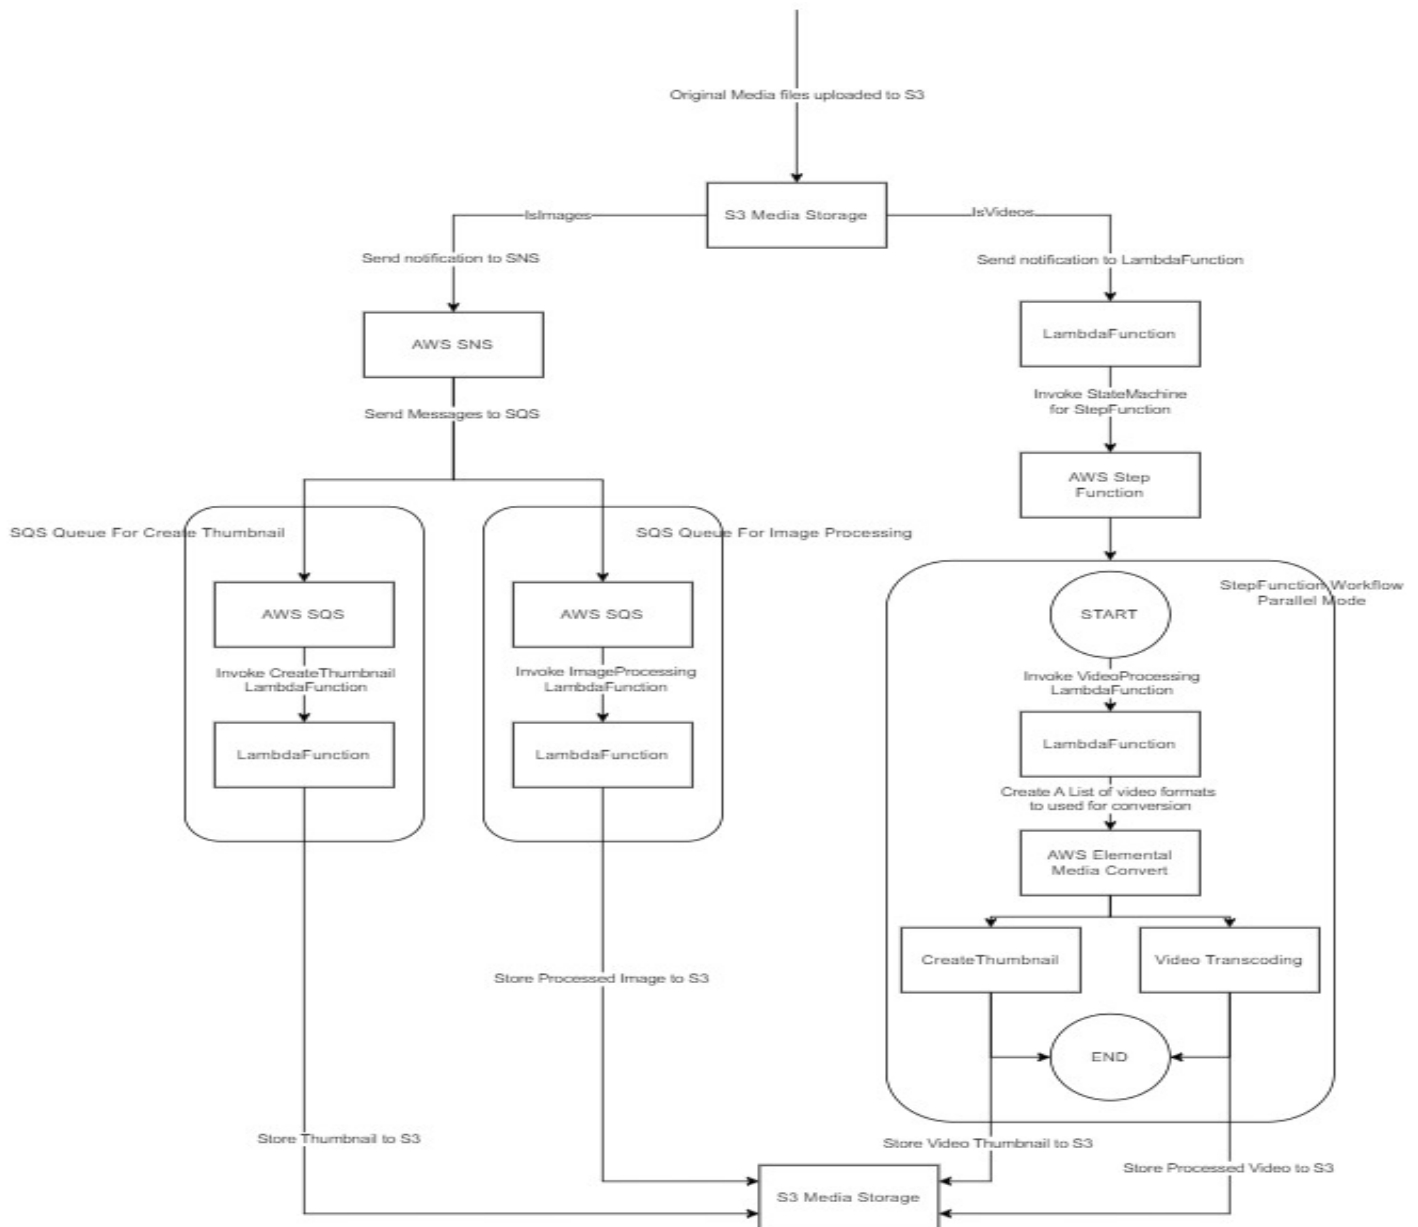 Original Media files uploaded to S3
S3 Media Storage
IsImages
IsVideos
Send notification to SNS
Send notification to LambdaFunction
AWS SNS
LambdaFunction
Send Messages to SQS
Invoke StateMachine
for StepFunction
AWS Step
Function
SQS Queue For Create Thumbnail
SQS Queue For Image Processing
StepFunction Workflow
Parallel Mode
AWS SQS
AWS SQS
START
Invoke CreateThumbnail
LambdaFunction
Invoke ImageProcessing
LambdaFunction
Invoke VideoProcessing
LambdaFunction
LambdaFunction
LambdaFunction
LambdaFunction
Create A List of video formats
to used for conversion
AWS Elemental
Media Convert
CreateThumbnail
Video Transcoding
Store Processed Image to S3
END
Store Thumbnail to S3
Store Video Thumbnail to S3
Store Processed Video to S3
S3 Media Storage